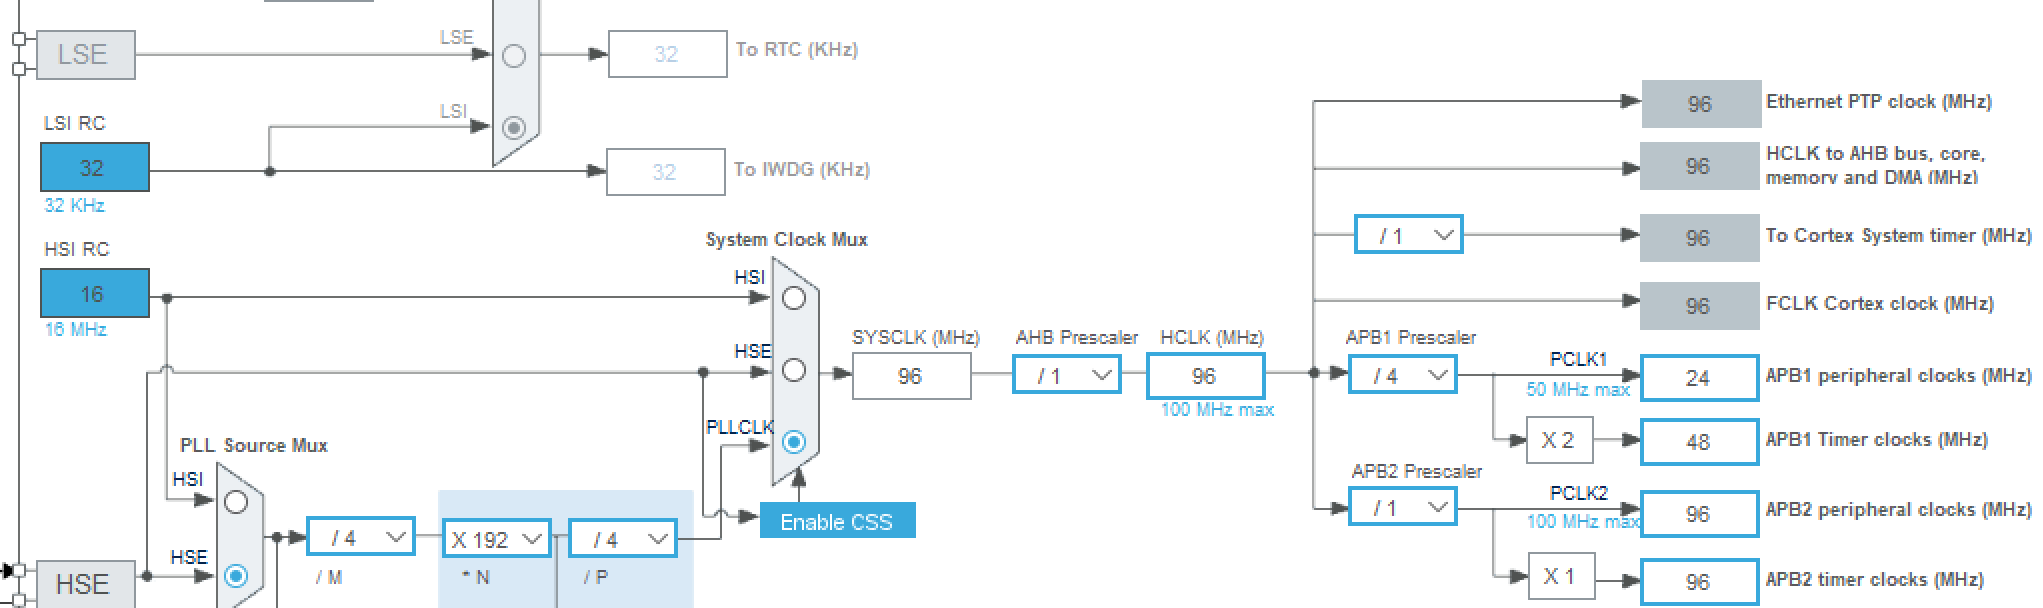 LSE
LSE
32
To RTC (KHz)
LSI
LSI RC
32
32 KHz
32
To IWDG (KHz)
HSI RC
16
16 MHz
System Clock Mux
HSI
HSE
PLLCLK
Enable CSS
SYSCLK (MHz)
96
AHB Prescaler
/ 1
HCLK (MHz)
96
100 MHz max
PLL Source Mux
HSI
HSE
HSE
/ 4
/ M
X 192
* N
/ 4
/ P
96
Ethernet PTP clock (MHz)
96
HCLK to AHB bus, core,
memory and DMA (MHz)
/ 1
96
To Cortex System timer (MHz)
96
FCLK Cortex clock (MHz)
APB1 Prescaler
/ 4
PCLK1
50 MHz max
24
APB1 peripheral clocks (MHz)
X 2
48
APB1 Timer clocks (MHz)
APB2 Prescaler
/ 1
PCLK2
100 MHz max
96
APB2 peripheral clocks (MHz)
X 1
96
APB2 timer clocks (MHz)